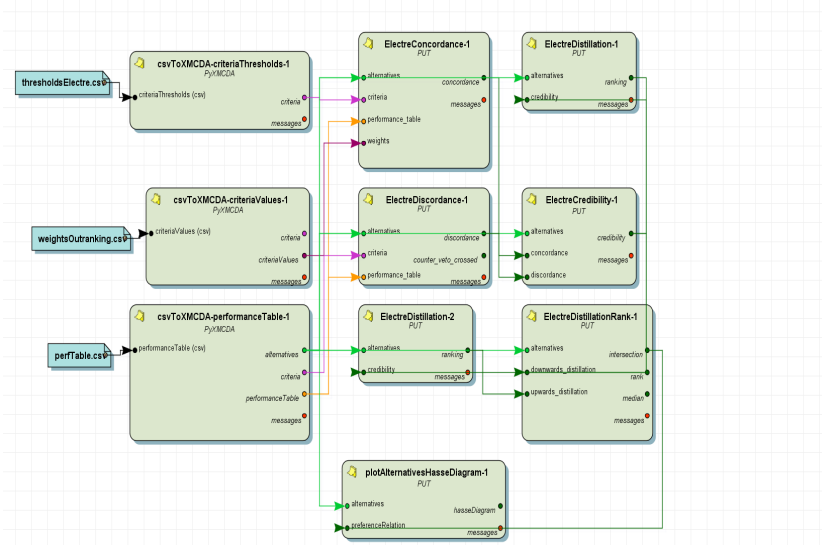 thresholdsElectre.csv
csvToXMCDA-criteriaThresholds-1
PyXMCDA
criteriaThresholds (csv)
criteria
messages
ElectreConcordance-1
PUT
alternatives
concordance
criteria
messages
performance_table
weights
ElectreDistillation-1
PUT
alternatives
ranking
credibility
messages
weightsOutranking.csv
csvToXMCDA-criteriaValues-1
PyXMCDA
criteriaValues (csv)
criteria
criteriaValues
messages
ElectreDiscordance-1
PUT
alternatives
discordance
criteria
counter_veto_crossed
performance_table
messages
ElectreCredibility-1
PUT
alternatives
credibility
concordance
messages
discordance
perfTable.csv
csvToXMCDA-performanceTable-1
PyXMCDA
performanceTable (csv)
alternatives
criteria
performanceTable
messages
ElectreDistillation-2
PUT
alternatives
ranking
credibility
messages
ElectreDistillationRank-1
PUT
alternatives
intersection
downwards_distillation
rank
upwards_distillation
median
messages
plotAlternativesHasseDiagram-1
PUT
alternatives
hasseDiagram
preferenceRelation
messages